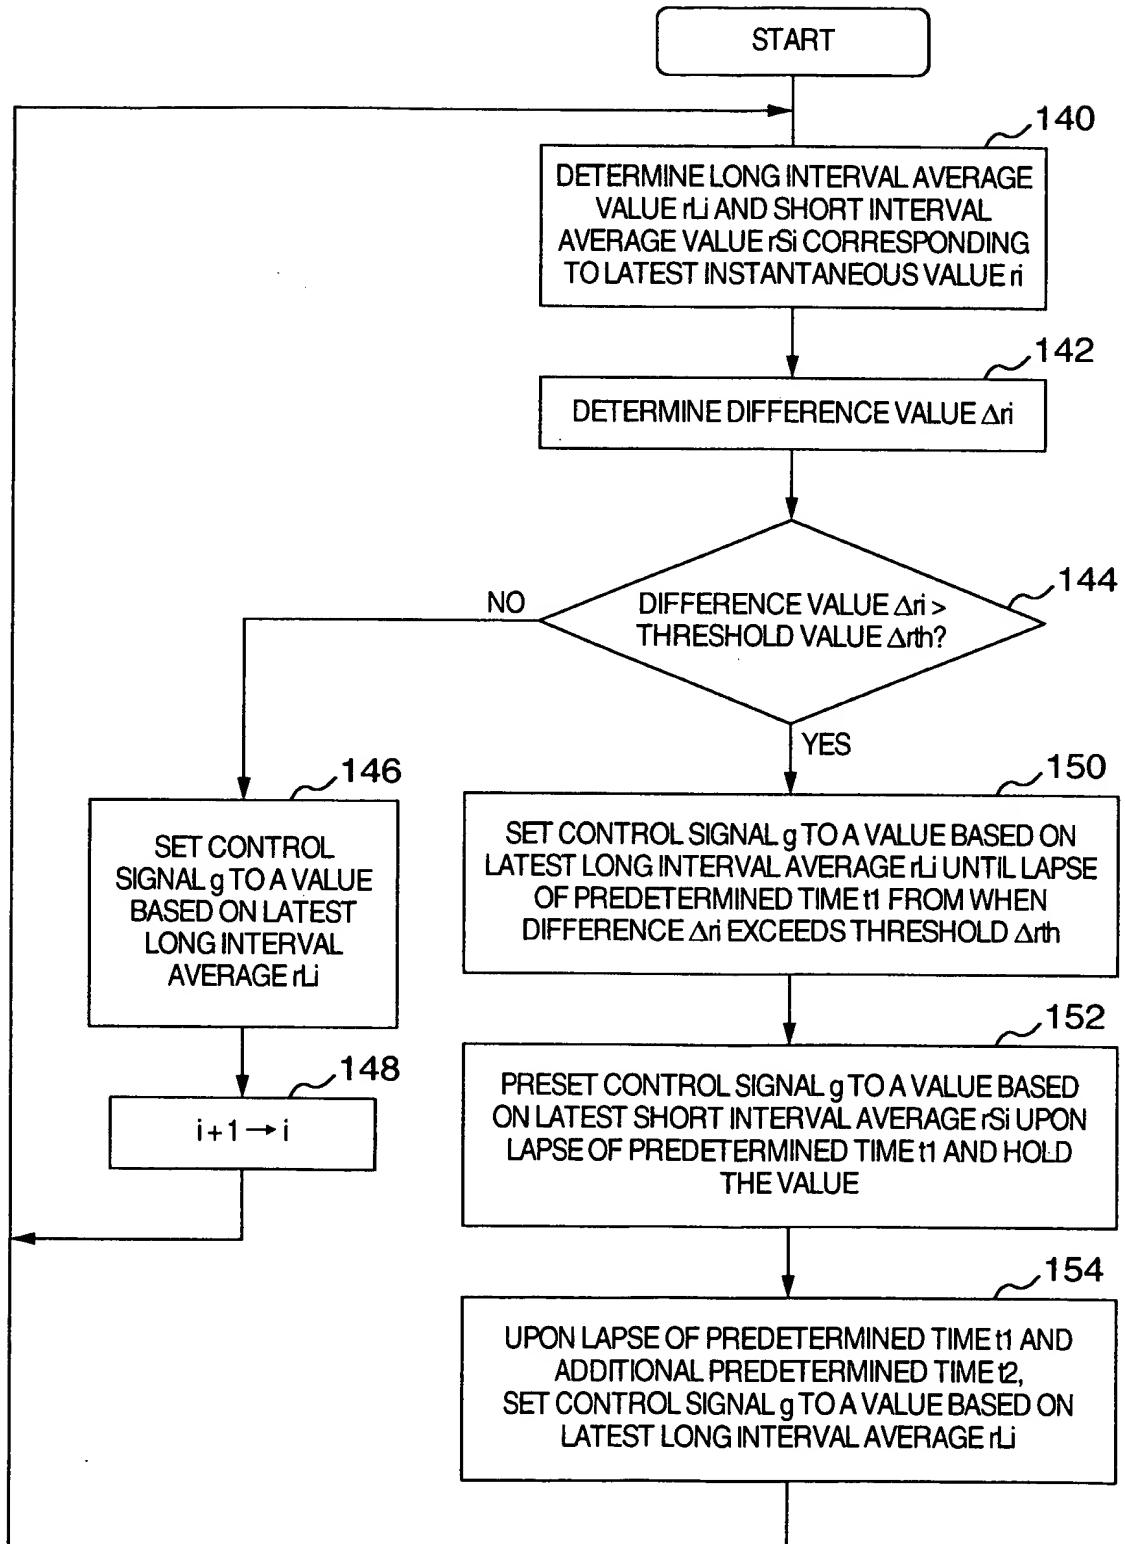 START
140
DETERMINE LONG INTERVAL AVERAGE
VALUE rLi AND SHORT INTERVAL
AVERAGE VALUE rSi CORRESPONDING
TO LATEST INSTANTANEOUS VALUE ri
142
DETERMINE DIFFERENCE VALUE Δri
144
DIFFERENCE VALUE Δri >
THRESHOLD VALUE Δrth?
NO
YES
146
SET CONTROL
SIGNAL g TO A VALUE
BASED ON LATEST
LONG INTERVAL
AVERAGE rLi
148
i+1 → i
150
SET CONTROL SIGNAL g TO A VALUE BASED ON
LATEST LONG INTERVAL AVERAGE rLi UNTIL LAPSE
OF PREDETERMINED TIME t1 FROM WHEN
DIFFERENCE Δri EXCEEDS THRESHOLD Δrth
152
PRESET CONTROL SIGNAL g TO A VALUE BASED
ON LATEST SHORT INTERVAL AVERAGE rSi UPON
LAPSE OF PREDETERMINED TIME t1 AND HOLD
THE VALUE
154
UPON LAPSE OF PREDETERMINED TIME t1 AND
ADDITIONAL PREDETERMINED TIME t2,
SET CONTROL SIGNAL g TO A VALUE BASED ON
LATEST LONG INTERVAL AVERAGE rLi